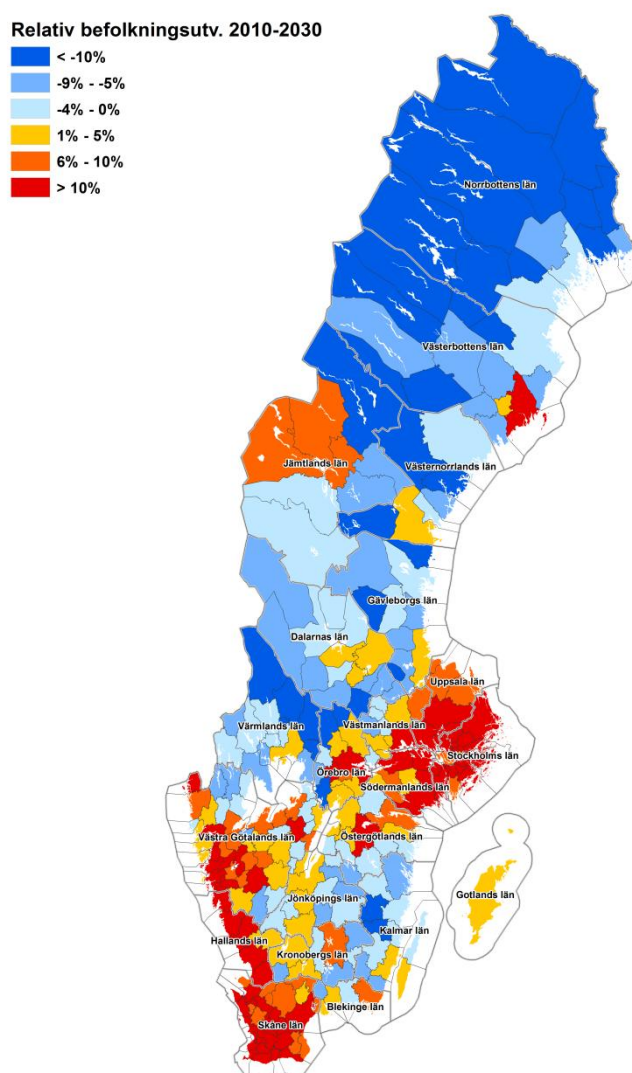 Relativ befolkningsutv. 2010-2030
< -10%
-9% - -5%
-4% - 0%
1% - 5%
6% - 10%
> 10%
Norrbottens län
Västerbottens län
Jämtlands län
Västernorrlands län
Gävleborgs län
Dalarnas län
Uppsala län
Värmlands län
Västmanlands län
Stockholms län
Örebro län
Södermanlands län
Västra Götalands län
Östergötlands län
Gotlands län
Jönköpings län
Hallands län
Kalmar län
Kronobergs län
Blekinge län
Skåne län